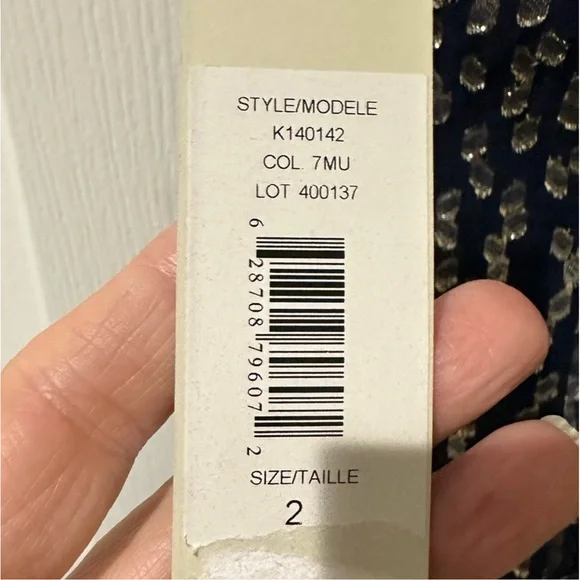 STYLE/MODELE
K140142
COL. 7MU
LOT 400137
6 28708 79607 2
SIZE/TAILLE
2